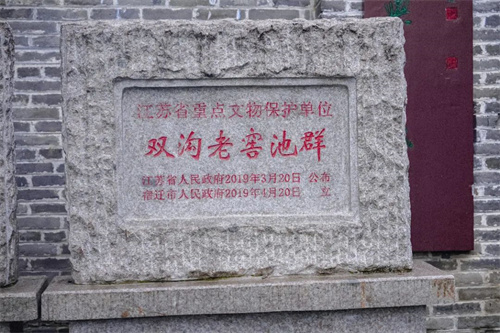 江苏省重点文物保护单位
双沟老窖池群
江苏省人民政府2019年3月20日 公布
宿迁市人民政府2019年4月20日 立